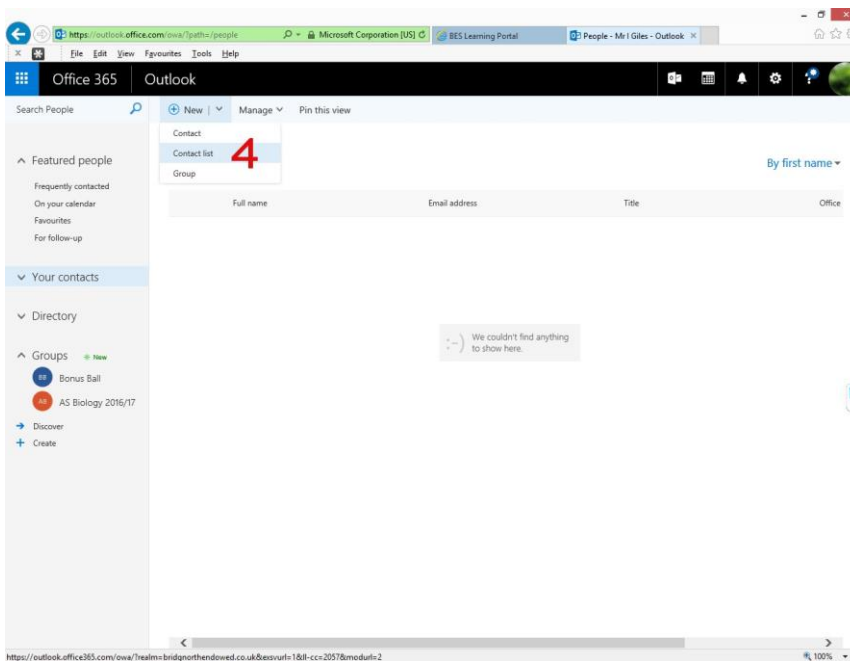 https://outlook.office.com/owa/?path=/people
Microsoft Corporation [US]
BES Learning Portal
People - Mr I Giles - Outlook
File Edit View Favourites Tools Help
Office 365 Outlook
Search People
New Manage Pin this view
Contact
Contact list
Group
4
Featured people
Frequently contacted
On your calendar
Favourites
For follow-up
Your contacts
Directory
Groups New
BB Bonus Ball
AS AS Biology 2016/17
Discover
Create
By first name
Full name Email address Title Office
:-) We couldn't find anything
to show here.
https://outlook.office365.com/owa/?realm=bridgnorthendowed.co.uk&exsvurl=1&ll-cc=2057&modurl=2
100%